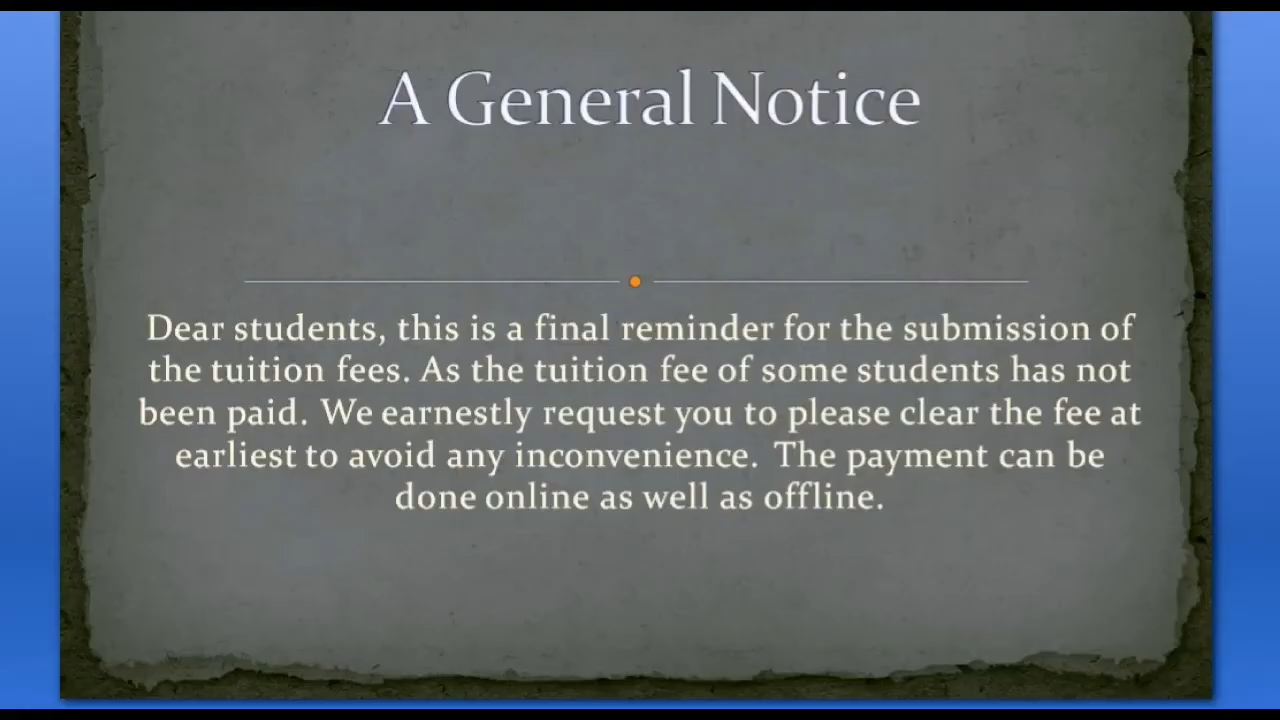 A General Notice
Dear students, this is a final reminder for the submission of
the tuition fees. As the tuition fee of some students has not
been paid. We earnestly request you to please clear the fee at
earliest to avoid any inconvenience. The payment can be
done online as well as offline.